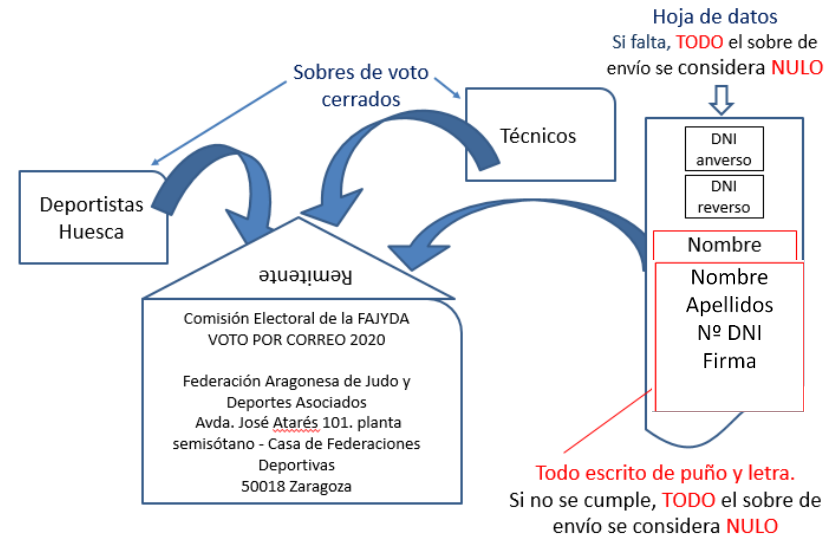 Hoja de datos
Si falta, TODO el sobre de
envío se considera NULO
Sobres de voto
cerrados
Técnicos
DNI
anverso
DNI
reverso
Deportistas
Huesca
Nombre
Remitente
Nombre
Apellidos
Nº DNI
Firma
Comisión Electoral de la FAJYDA
VOTO POR CORREO 2020
Federación Aragonesa de Judo y
Deportes Asociados
Avda. José Atarés 101. planta
semisótano - Casa de Federaciones
Deportivas
50018 Zaragoza
Todo escrito de puño y letra.
Si no se cumple, TODO el sobre de
envío se considera NULO